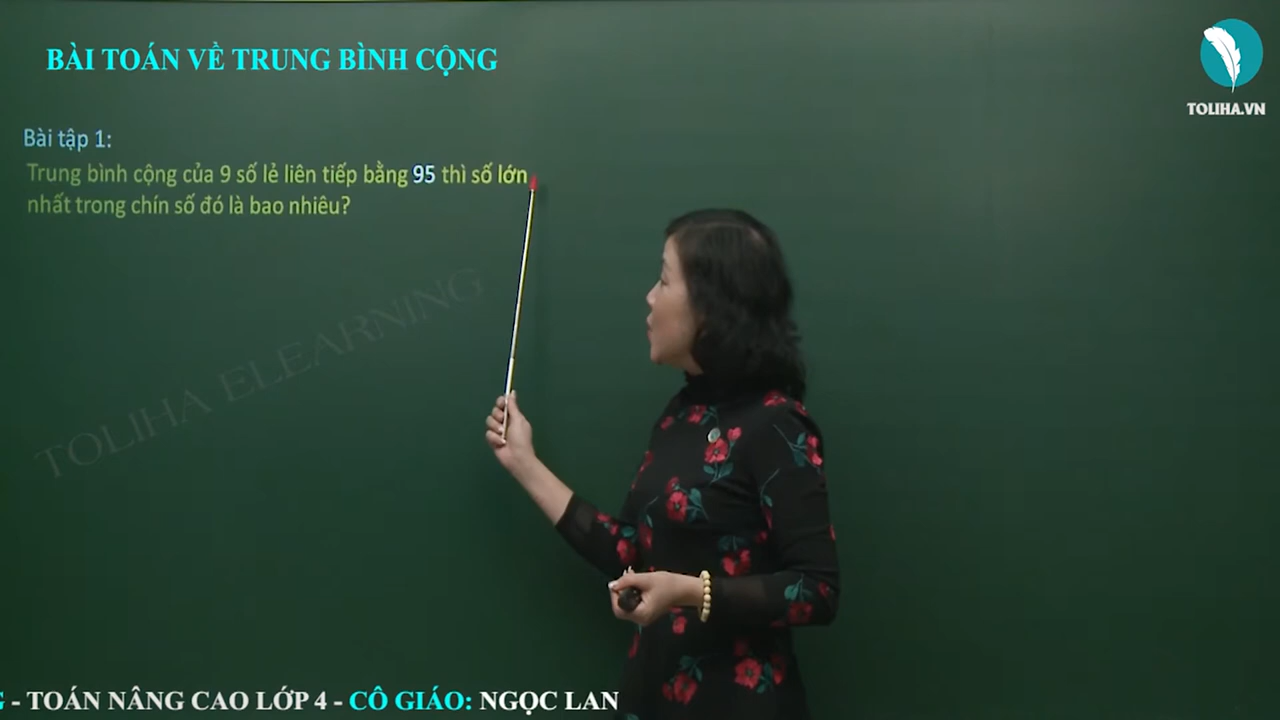 BÀI TOÁN VỀ TRUNG BÌNH CỘNG
TOLIHA.VN
Bài tập 1:
Trung bình cộng của 9 số lẻ liên tiếp bằng 95 thì số lớn
nhất trong chín số đó là bao nhiêu?
TOLIHA ELEARNING
G - TOÁN NÂNG CAO LỚP 4 - CÔ GIÁO: NGỌC LAN